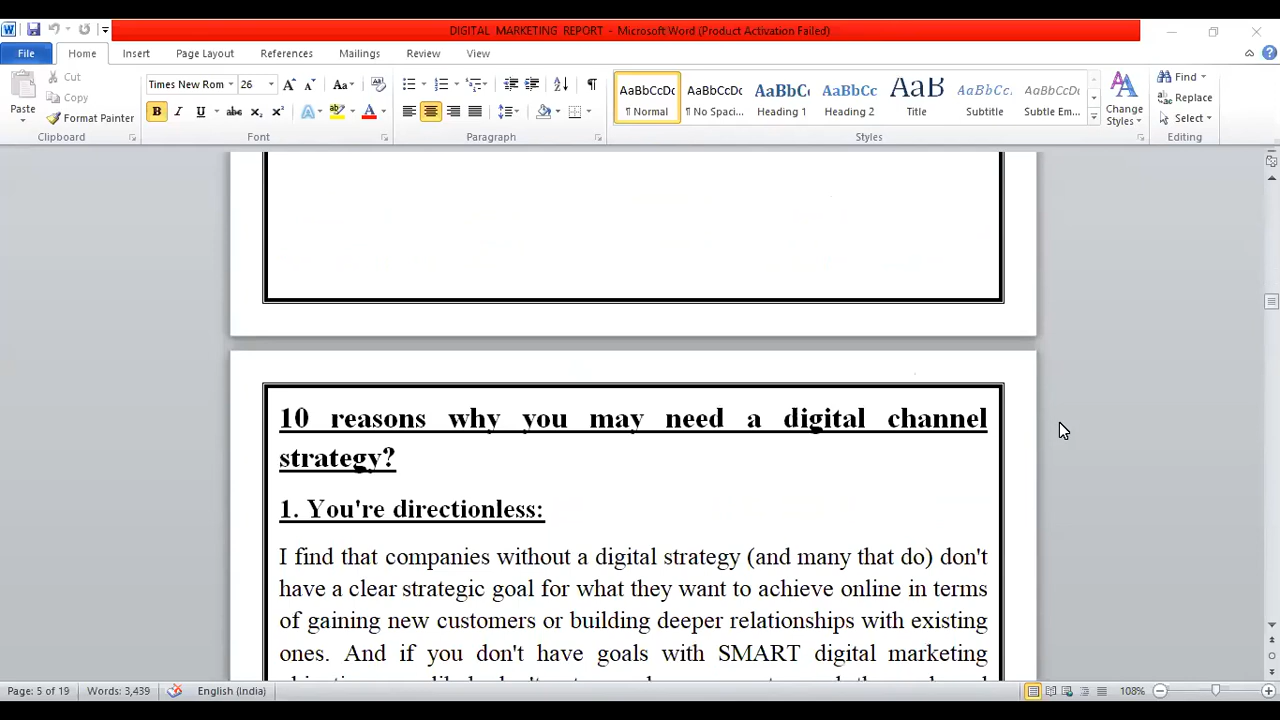 DIGITAL MARKETING REPORT - Microsoft Word (Product Activation Failed)
File Home Insert Page Layout References Mailings Review View
Cut
Copy
Format Painter
Paste
Clipboard
Times New Rom 26
Font
Paragraph
AaBbCcDc AaBbCcDc AaBbCc AaBbCc AaB AaBbCcDc AaBbCcDc
¶ Normal ¶ No Spaci... Heading 1 Heading 2 Title Subtitle Subtle Em...
Styles
Change
Styles
Find
Replace
Select
Editing
10 reasons why you may need a digital channel
strategy?
1. You're directionless:
I find that companies without a digital strategy (and many that do) don't
have a clear strategic goal for what they want to achieve online in terms
of gaining new customers or building deeper relationships with existing
ones. And if you don't have goals with SMART digital marketing
Page: 5 of 19 Words: 3,439 English (India) 108%